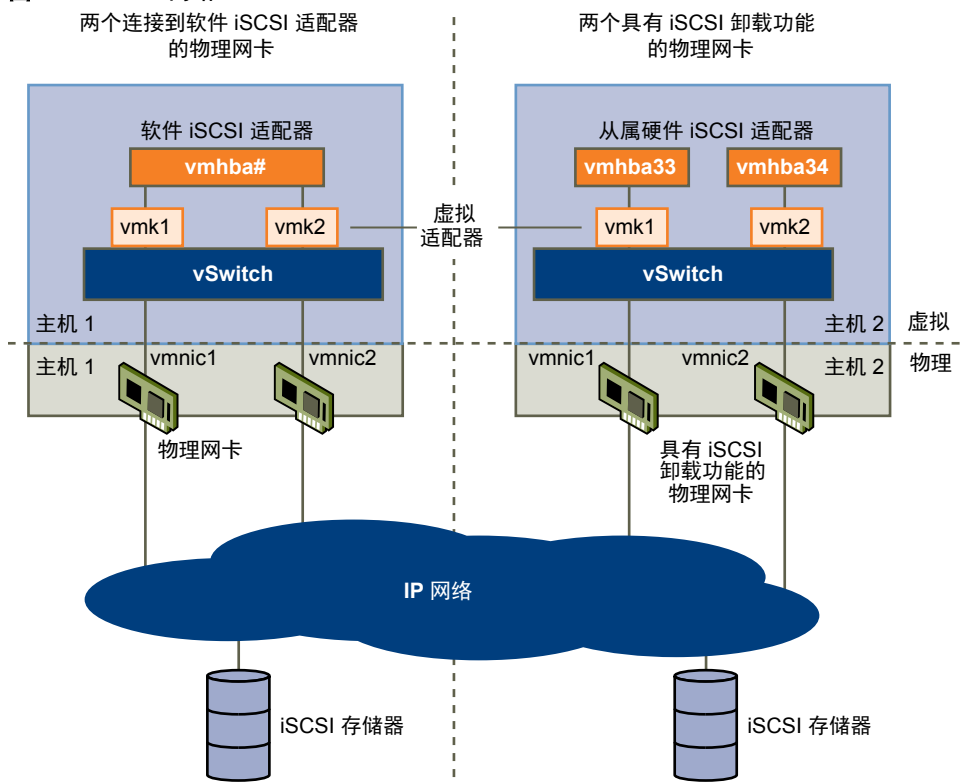 两个连接到软件 iSCSI 适配器
的物理网卡
两个具有 iSCSI 卸载功能
的物理网卡
软件 iSCSI 适配器
vmhba#
vmk1
vmk2
vSwitch
主机 1
虚拟
适配器
从属硬件 iSCSI 适配器
vmhba33
vmhba34
vmk1
vmk2
vSwitch
主机 2
虚拟
主机 1
vmnic1
vmnic2
物理网卡
vmnic1
vmnic2
主机 2
物理
具有 iSCSI
卸载功能的
物理网卡
IP 网络
iSCSI 存储器
iSCSI 存储器